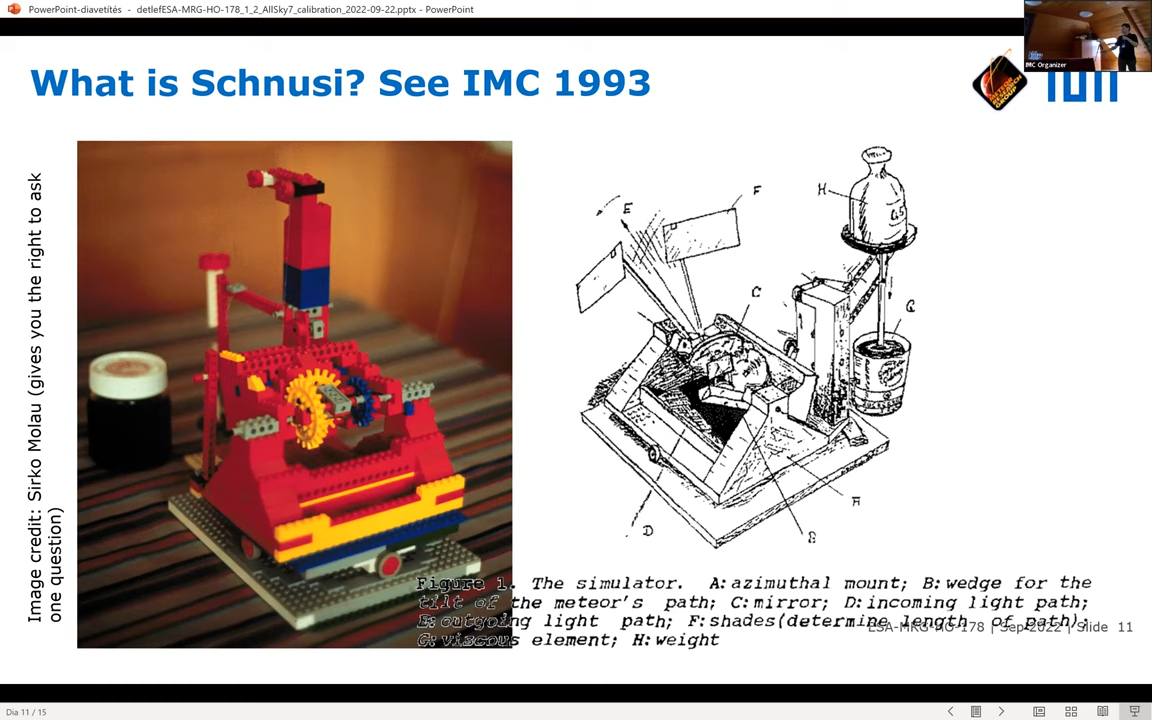 PowerPoint-diavetítés - detlefESA-MRG-HO-178_1_2_AllSky7_calibration_2022-09-22.pptx - PowerPoint
IMC Organizer
What is Schnusi? See IMC 1993
METEOR
RESEARCH
GROUP
Image credit: Sirko Molau (gives you the right to ask
one question)
E
F
H
C
G
D
A
B
Figure 1. The simulator. A:azimuthal mount; B:wedge for the
tilt of the meteor's path; C:mirror; D:incoming light path;
E:outgoing light path; F:shades(determine length of path);
G:viscous element; H:weight
ESA-MRG-HO-178 | Sep 2022 | Slide 11
Dia 11 / 15